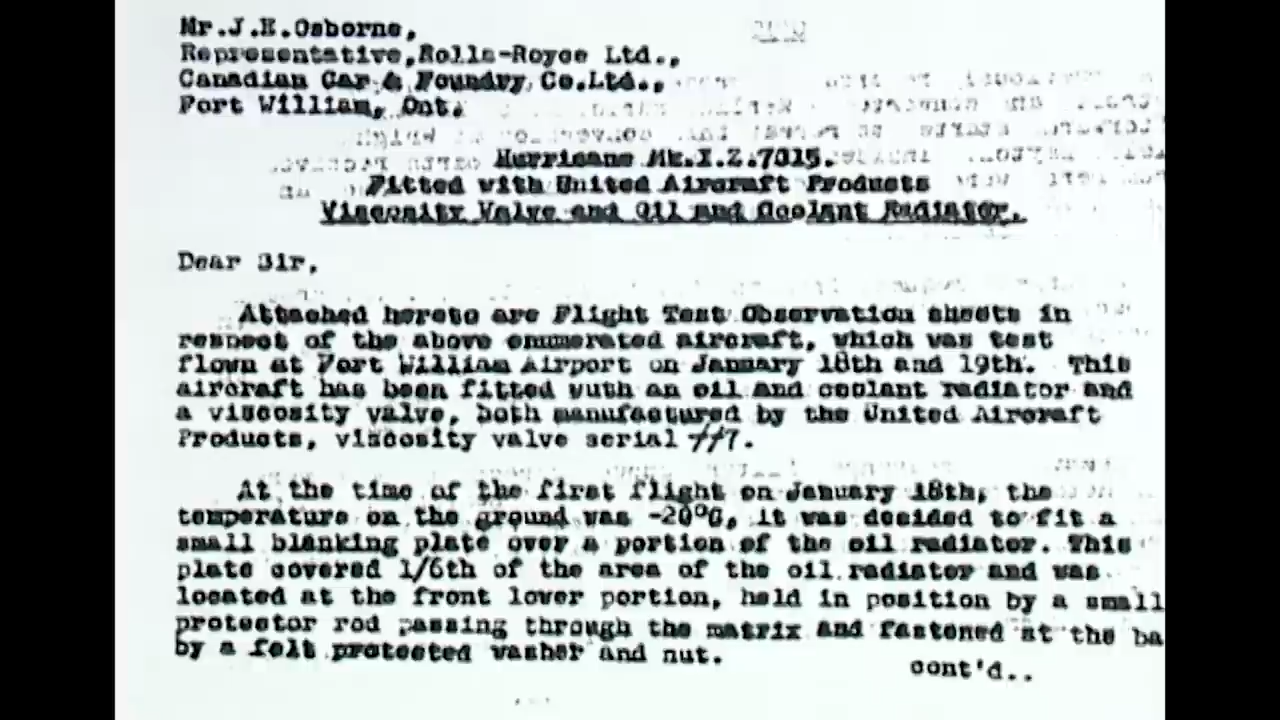 Mr.J.E.Osborne,
Representative,Rolls-Royce Ltd.,
Canadian Car & Foundry Co.Ltd.,
Fort William, Ont.
Hurricane Mk.I.Z.7015.
Fitted with United Aircraft Products
Viscosity Valve and Oil and Coolant Radiator.
Dear Sir,
Attached hereto are Flight Test Observation sheets in
respect of the above enumerated aircraft, which was test
flown at Fort William Airport on January 18th and 19th. This
aircraft has been fitted wuth an oil and coolant radiator and
a viscosity valve, both manufactured by the United Aircraft
Products, viscosity valve serial 117.
At the time of the first flight on January 18th, the
temperature on the ground was -20°C, it was decided to fit a
small blanking plate over a portion of the oil radiator. This
plate covered 1/6th of the area of the oil radiator and was
located at the front lower portion, held in position by a small
protector rod passing through the matrix and fastened at the ba
by a felt protected washer and nut.
cont'd..